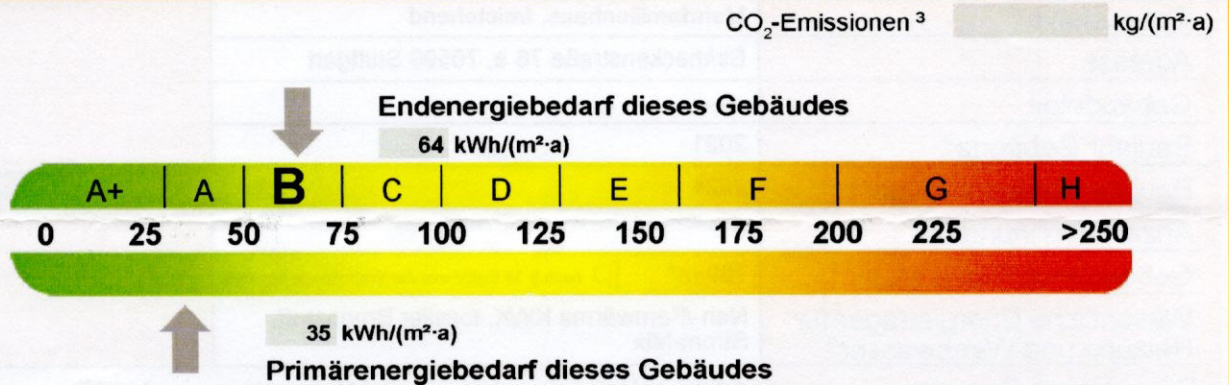 CO₂-Emissionen ³ kg/(m²·a)
Endenergiebedarf dieses Gebäudes
64 kWh/(m²·a)
A+ A B C D E F G H
0 25 50 75 100 125 150 175 200 225 >250
35 kWh/(m²·a)
Primärenergiebedarf dieses Gebäudes